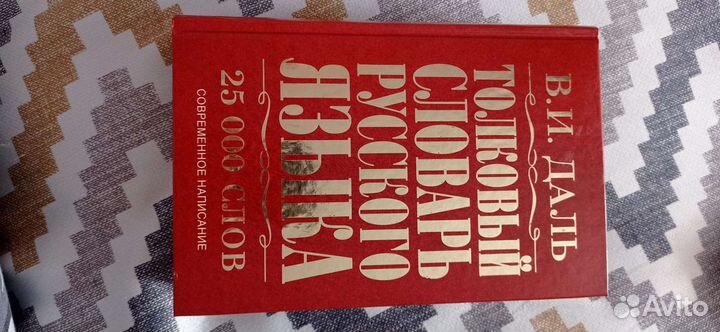 В.И. ДАЛЬ
ТОЛКОВЫЙ
СЛОВАРЬ
РУССКОГО
ЯЗЫКА
25 000 СЛОВ
СОВРЕМЕННОЕ НАПИСАНИЕ
Avito